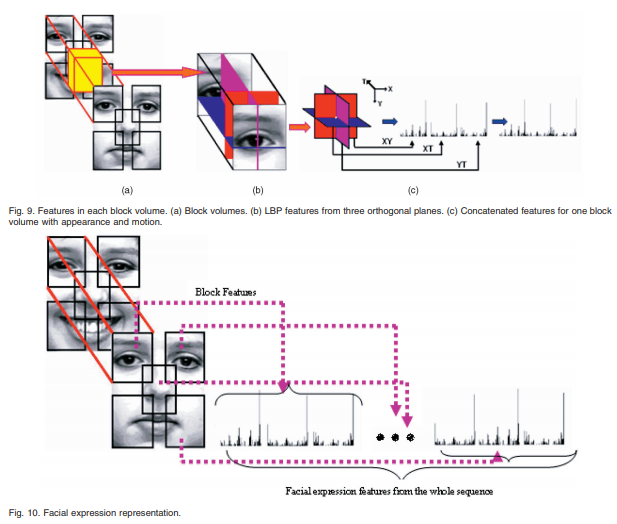 T
X
Y
XY
XT
YT
(a)
(b)
(c)
Fig. 9. Features in each block volume. (a) Block volumes. (b) LBP features from three orthogonal planes. (c) Concatenated features for one block
volume with appearance and motion.
Block Features
Facial expression features from the whole sequence
Fig. 10. Facial expression representation.